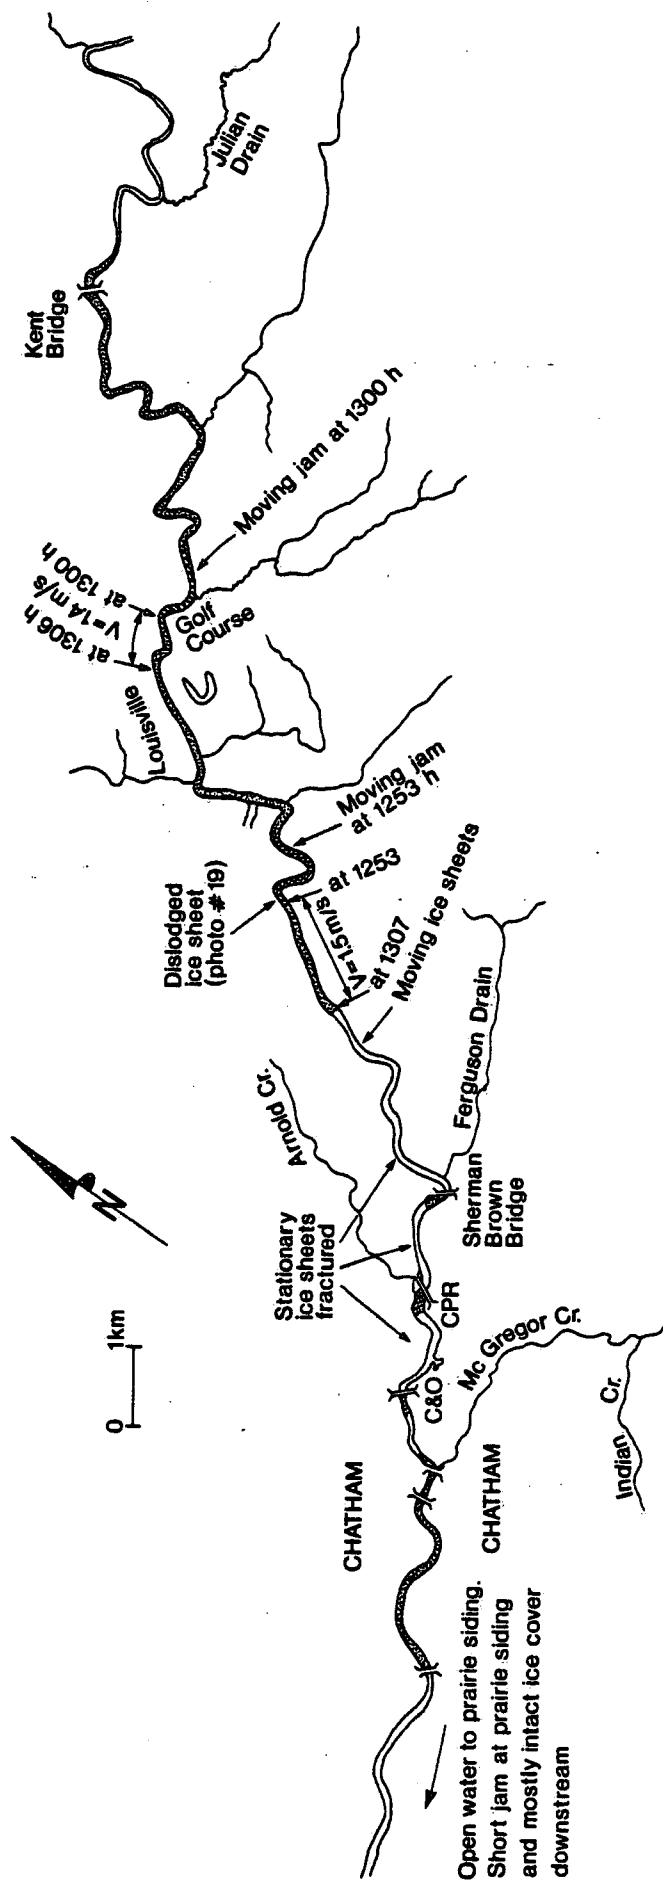 Kent
Bridge
Julian
Drain
Moving jam at 1300 h
at 1300 h
V=1.4 m/s
at 1306 h
Golf
Course
Louisville
Moving jam
at 1253 h
Dislodged
ice sheet
(photo #19)
at 1253
V=1.5m/s
at 1307
Moving ice sheets
Ferguson Drain
Arnold Cr.
Stationary
ice sheets
fractured
Sherman
Brown
Bridge
N
0
1km
CPR
C&O
Mc Gregor Cr.
Indian Cr.
CHATHAM
CHATHAM
Open water to prairie siding.
Short jam at prairie siding
and mostly intact ice cover
downstream